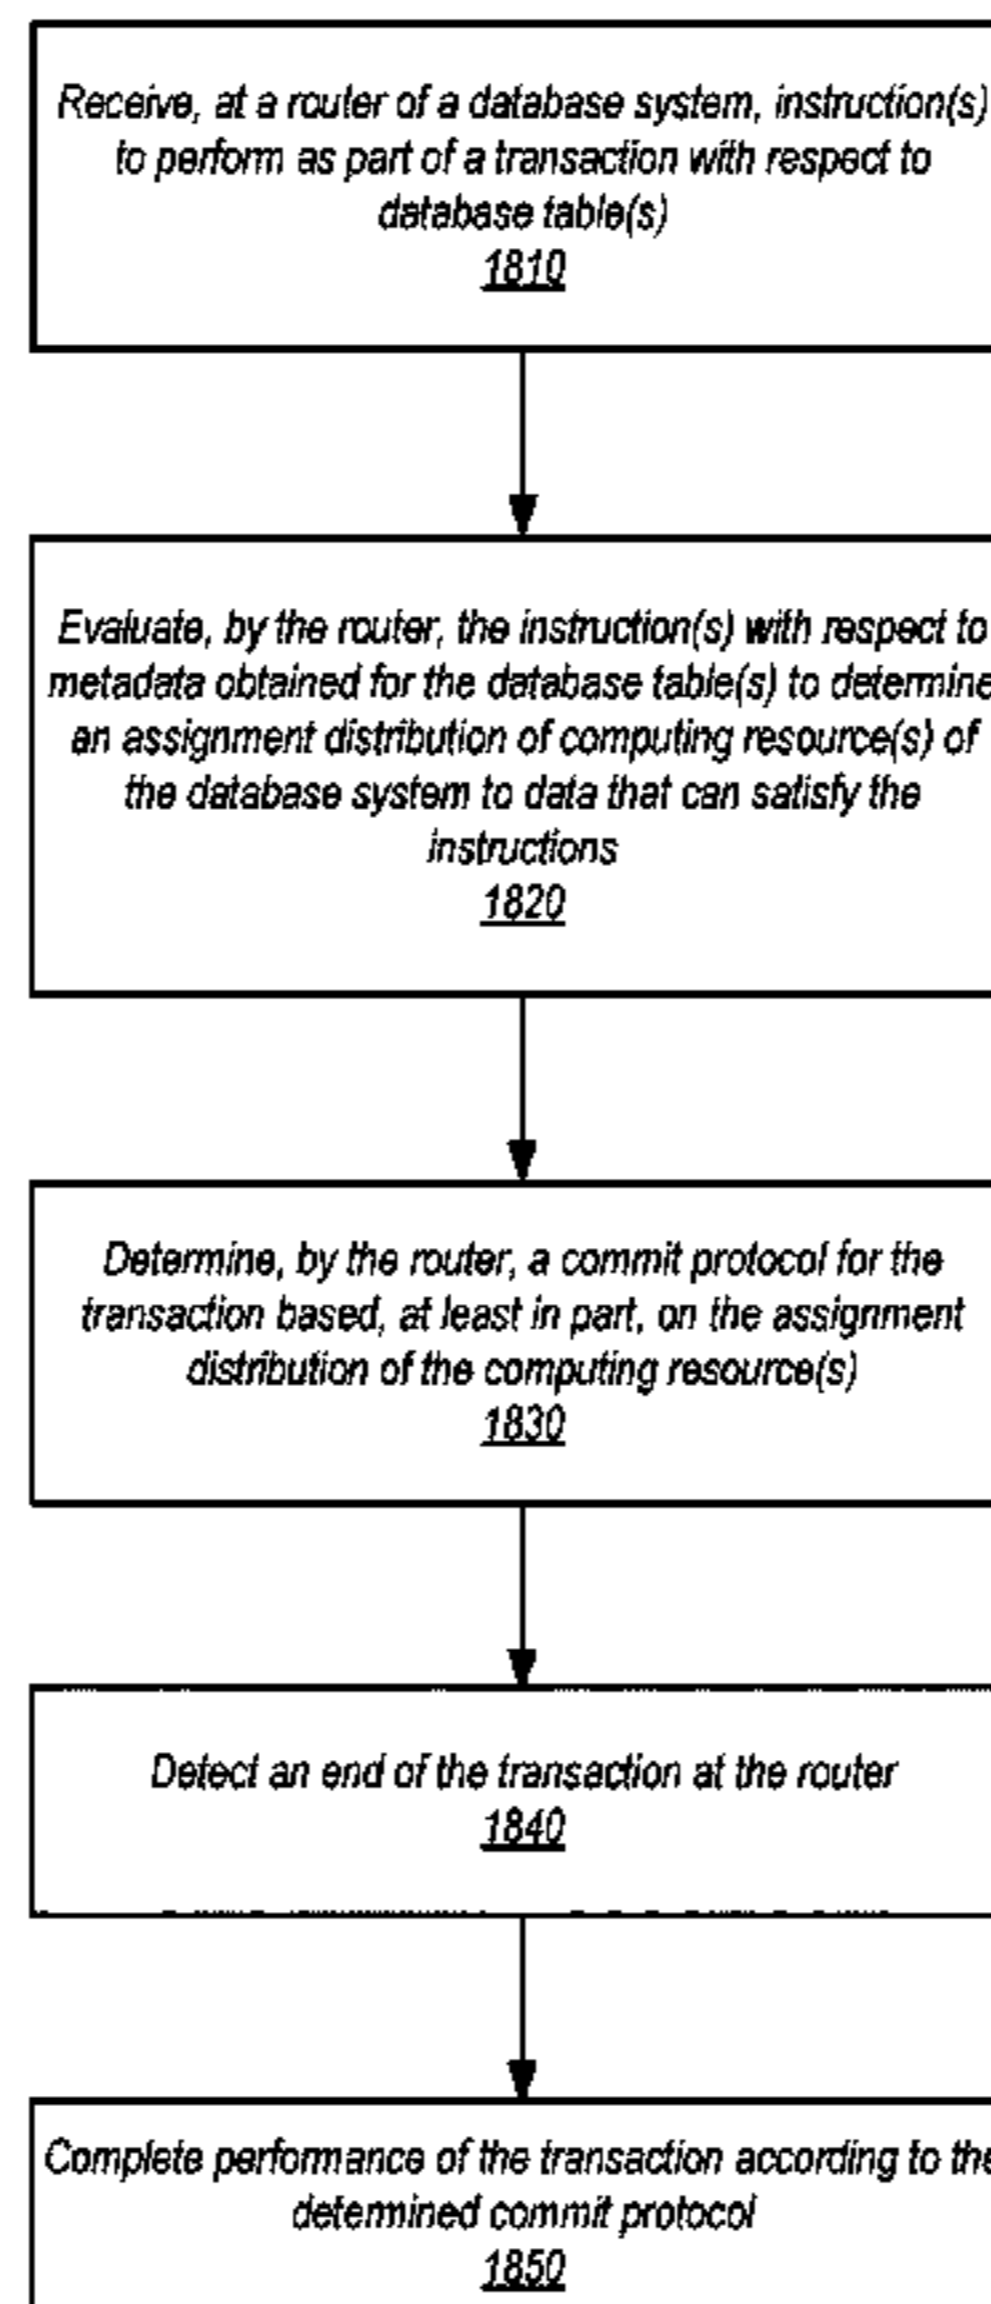 Receive, at a router of a database system, instruction(s)
to perform as part of a transaction with respect to
database table(s)
1810
Evaluate, by the router, the instruction(s) with respect to
metadata obtained for the database table(s) to determine
an assignment distribution of computing resource(s) of
the database system to data that can satisfy the
instructions
1820
Determine, by the router, a commit protocol for the
transaction based, at least in part, on the assignment
distribution of the computing resource(s)
1830
Detect an end of the transaction at the router
1840
Complete performance of the transaction according to the
determined commit protocol
1850